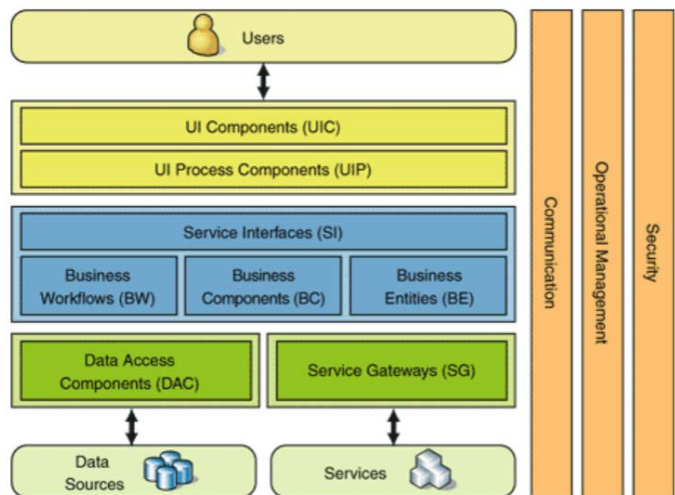 Users
UI Components (UIC)
UI Process Components (UIP)
Service Interfaces (SI)
Business
Workflows (BW)
Business
Components (BC)
Business
Entities (BE)
Data Access
Components (DAC)
Service Gateways (SG)
Data
Sources
Services
Communication
Operational Management
Security